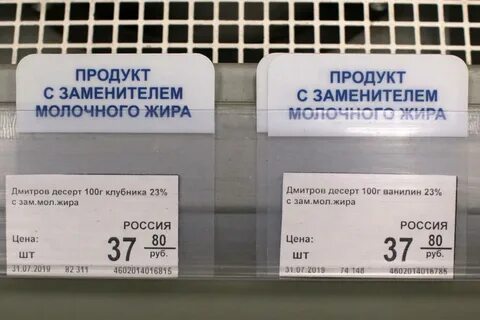 ПРОДУКТ
С ЗАМЕНИТЕЛЕМ
МОЛОЧНОГО ЖИРА
Дмитров десерт 100г клубника 23%
с зам.мол.жира
РОССИЯ
Цена: 37 80
шт руб.
31.07.2019 82 311 4602014016815
ПРОДУКТ
С ЗАМЕНИТЕЛЕМ
МОЛОЧНОГО ЖИРА
Дмитров десерт 100г ванилин 23%
с зам.мол.жира
РОССИЯ
Цена: 37 80
шт руб.
31.07.2019 74 148 4602014016785